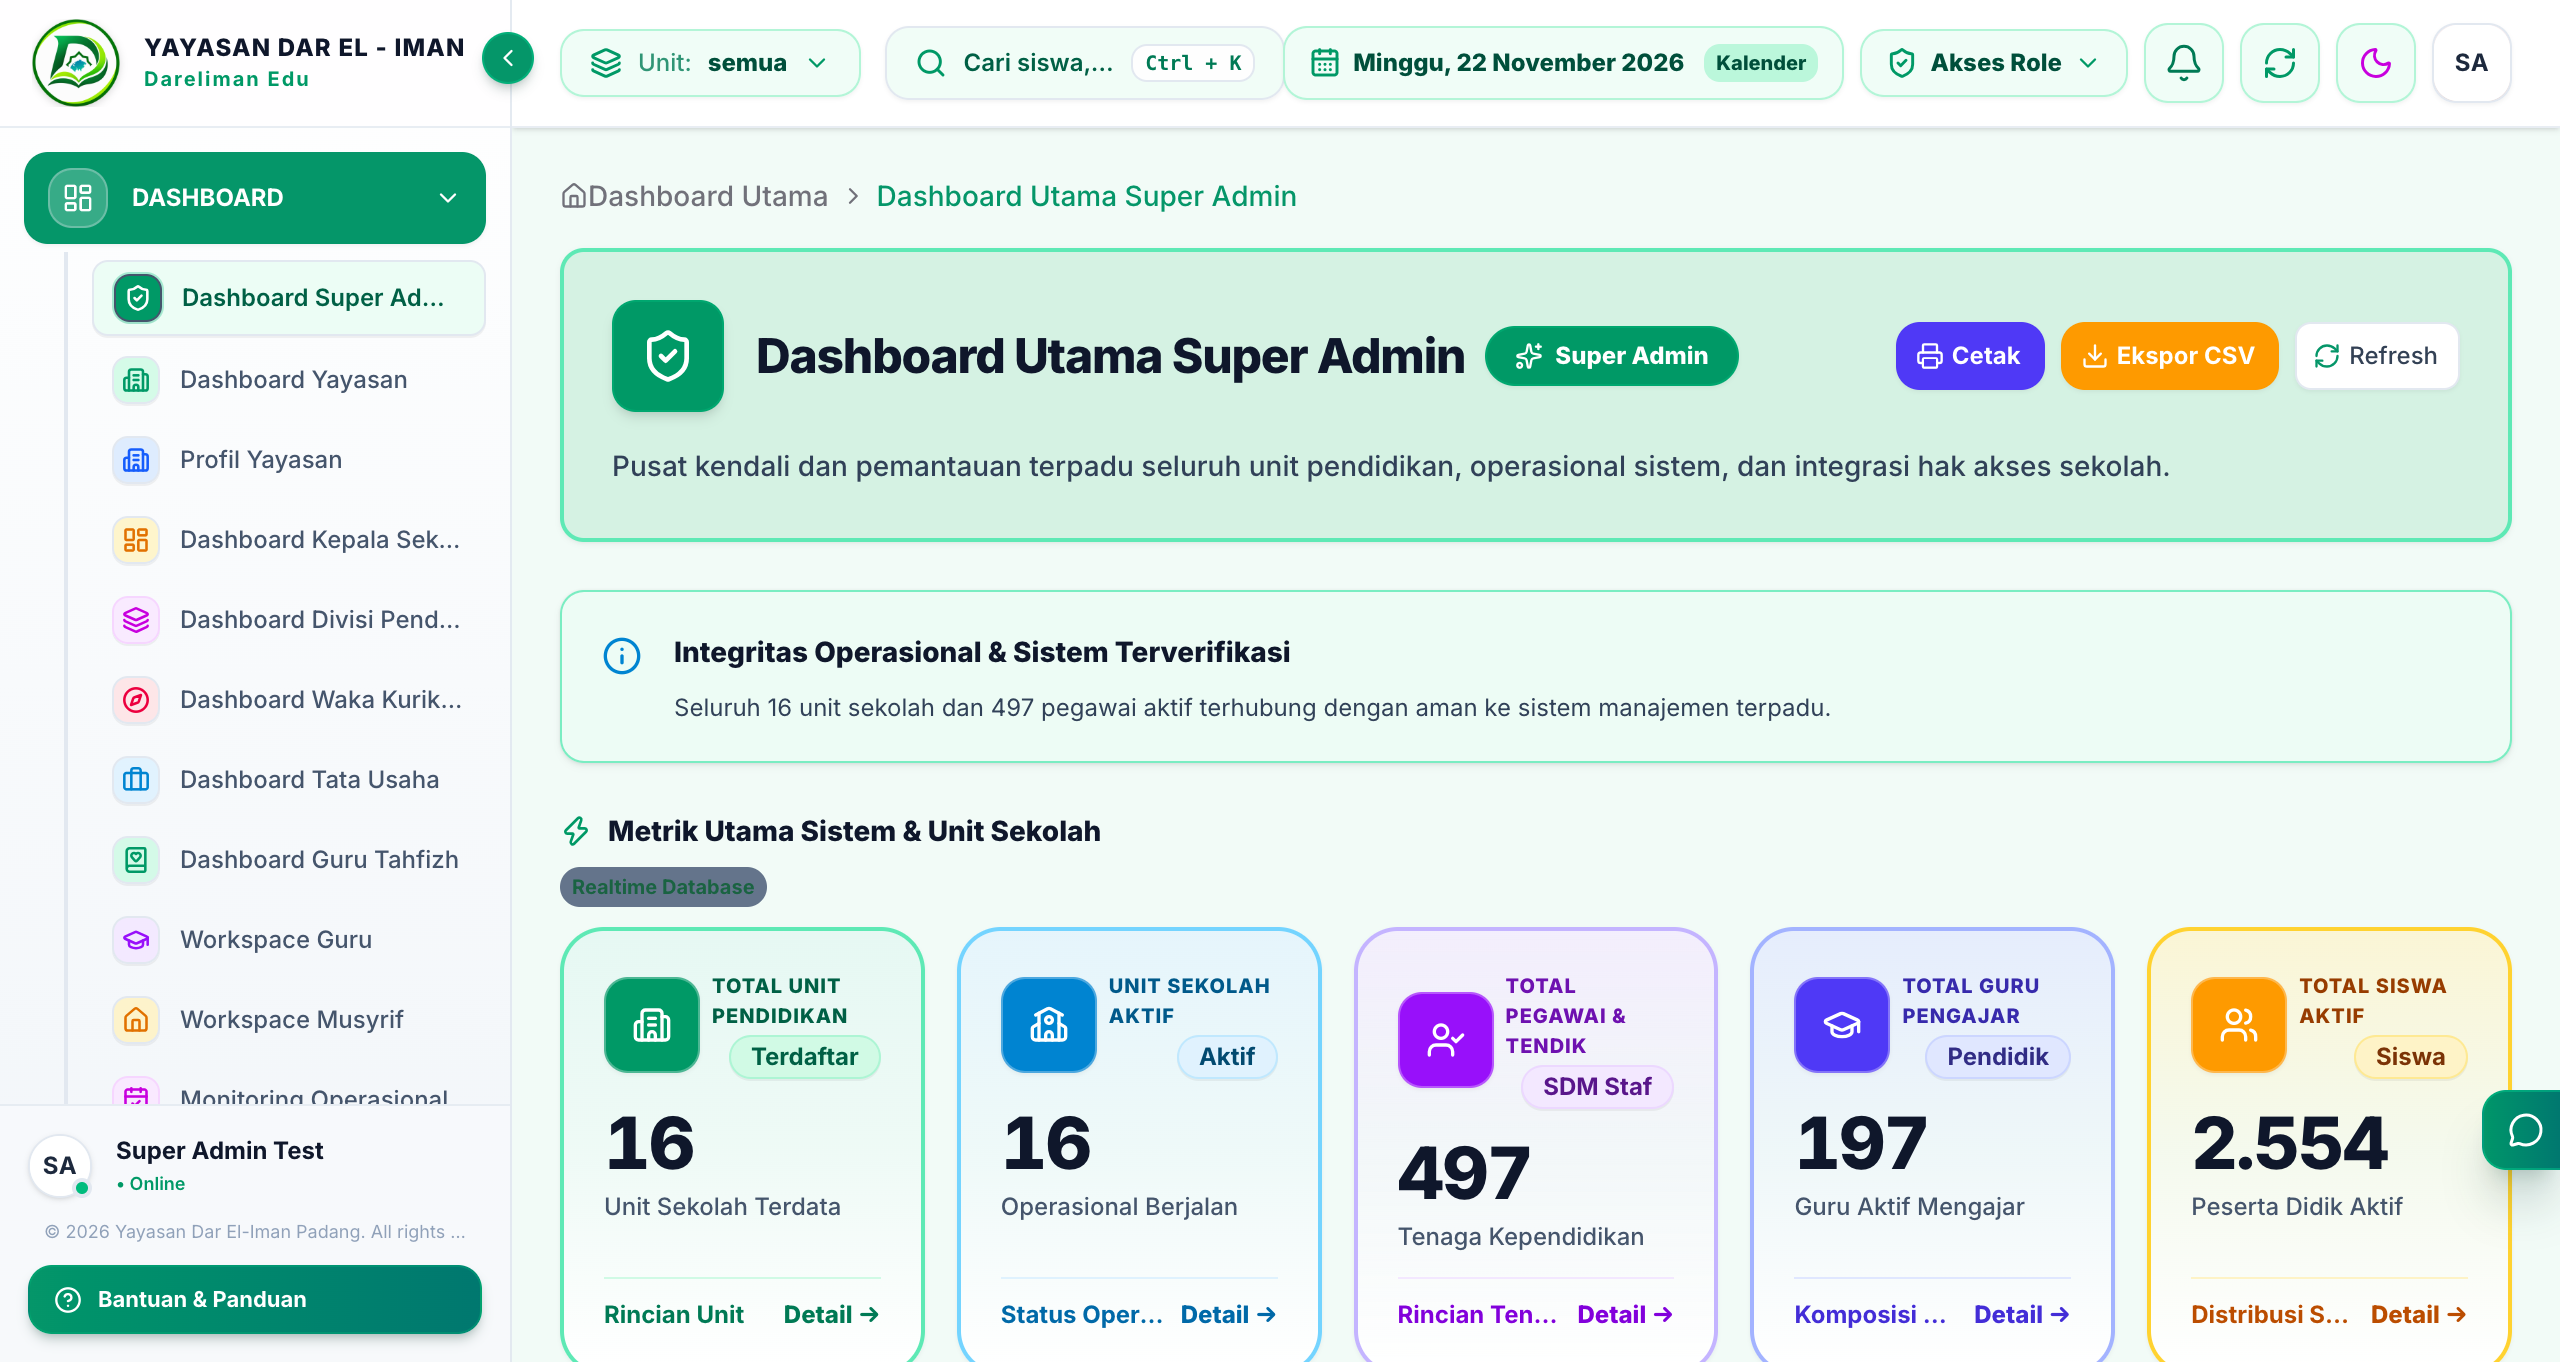 YAYASAN DAR EL - IMAN
Dareliman Edu
Unit: semua
Cari siswa,...
Ctrl + K
Minggu, 22 November 2026
Kalender
Akses Role
SA
DASHBOARD
Dashboard Super Ad...
Dashboard Yayasan
Profil Yayasan
Dashboard Kepala Sek...
Dashboard Divisi Pend...
Dashboard Waka Kurik...
Dashboard Tata Usaha
Dashboard Guru Tahfizh
Workspace Guru
Workspace Musyrif
Monitoring Operasional
SA
Super Admin Test
• Online
© 2026 Yayasan Dar El-Iman Padang. All rights ...
Bantuan & Panduan
Dashboard Utama > Dashboard Utama Super Admin
Dashboard Utama Super Admin
Super Admin
Cetak
Ekspor CSV
Refresh
Pusat kendali dan pemantauan terpadu seluruh unit pendidikan, operasional sistem, dan integrasi hak akses sekolah.
Integritas Operasional & Sistem Terverifikasi
Seluruh 16 unit sekolah dan 497 pegawai aktif terhubung dengan aman ke sistem manajemen terpadu.
Metrik Utama Sistem & Unit Sekolah
Realtime Database
TOTAL UNIT
PENDIDIKAN
Terdaftar
16
Unit Sekolah Terdata
Rincian Unit
Detail →
UNIT SEKOLAH
AKTIF
Aktif
16
Operasional Berjalan
Status Oper...
Detail →
TOTAL
PEGAWAI &
TENDIK
SDM Staf
497
Tenaga Kependidikan
Rincian Ten...
Detail →
TOTAL GURU
PENGAJAR
Pendidik
197
Guru Aktif Mengajar
Komposisi ...
Detail →
TOTAL SISWA
AKTIF
Siswa
2.554
Peserta Didik Aktif
Distribusi S...
Detail →